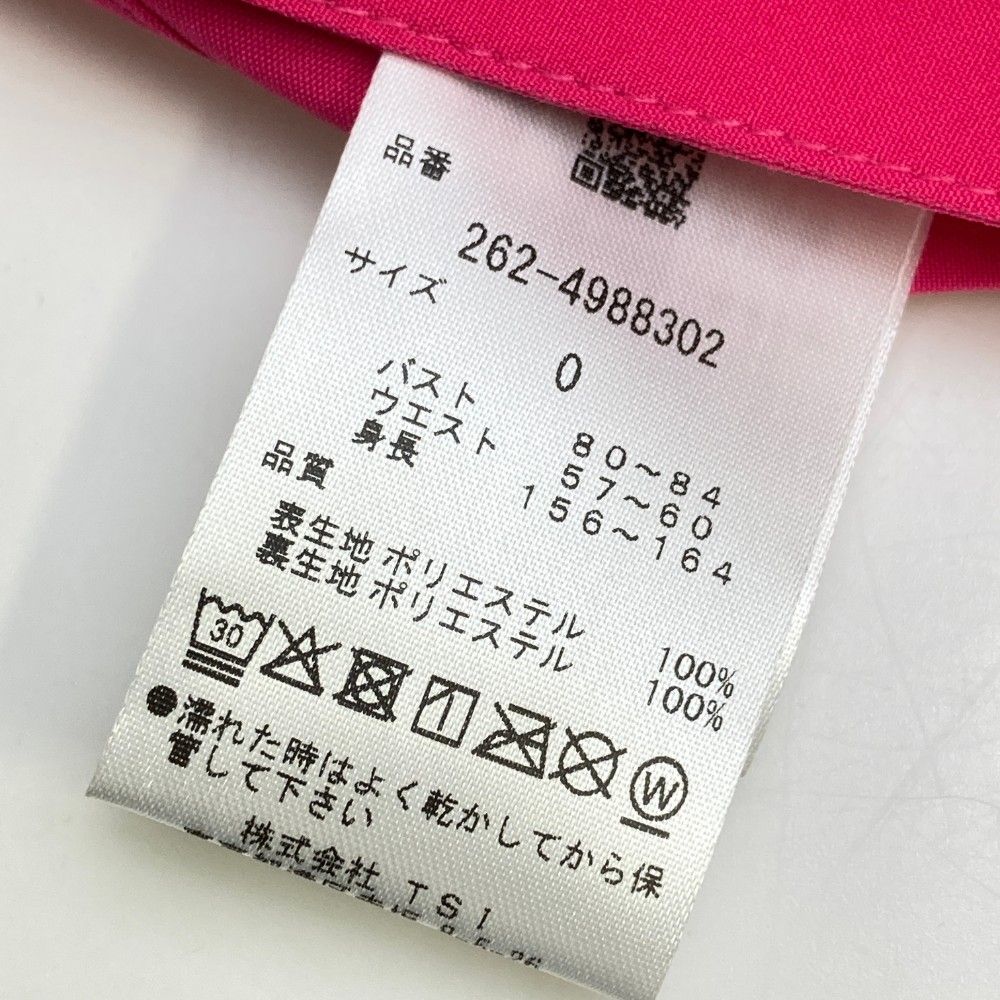 品番
262-4988302
サイズ
0
バスト 80~84
ウエスト 57~60
身長 156~164
品質
表生地 ポリエステル 100%
裏生地 ポリエステル 100%
30
W
●濡れた時はよく乾かしてから保
管して下さい
株式会社 TSI
8-5-26